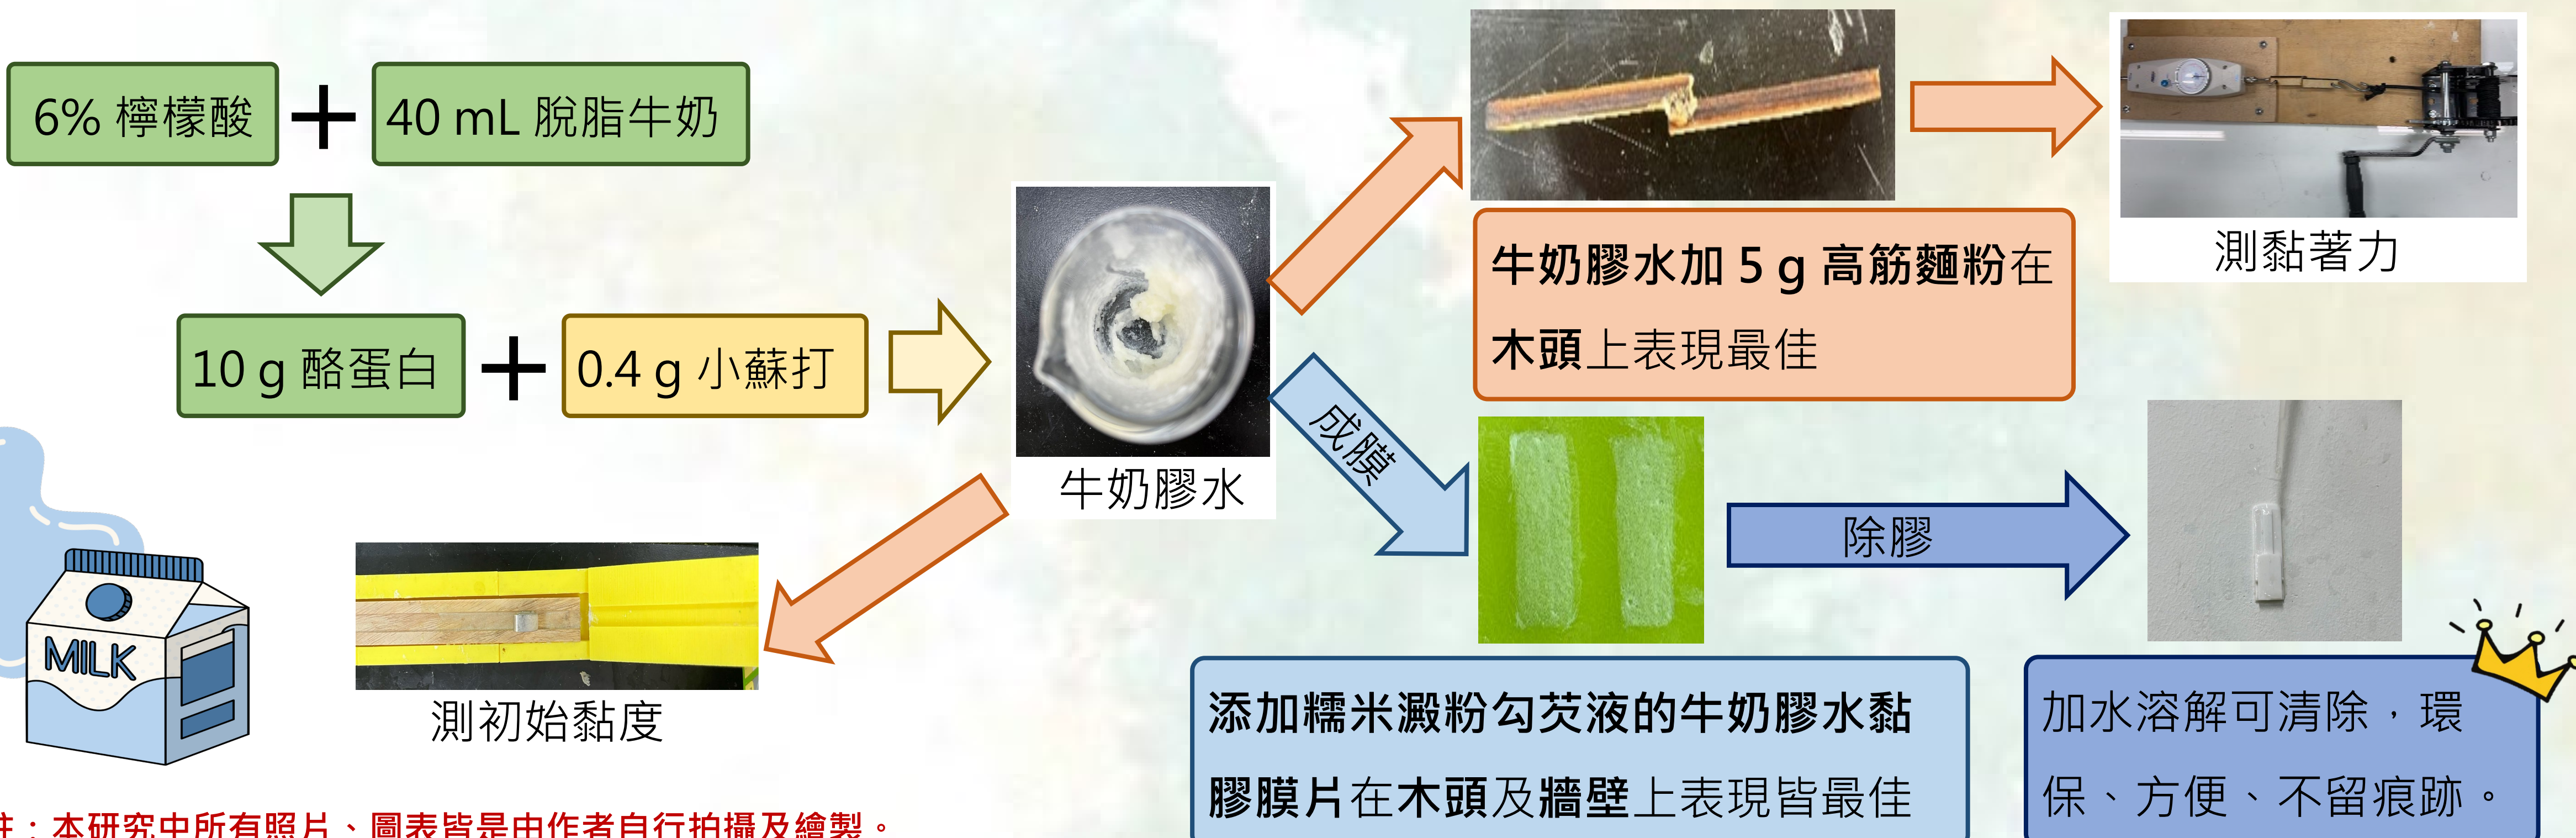 6% 檸檬酸
+
40 mL 脫脂牛奶
10 g 酪蛋白
+
0.4 g 小蘇打
牛奶膠水
測初始黏度
牛奶膠水加 5 g 高筋麵粉在
木頭上表現最佳
測黏著力
成膜
除膠
添加糯米澱粉勾芡液的牛奶膠水黏
膠膜片在木頭及牆壁上表現皆最佳
加水溶解可清除，環
保、方便、不留痕跡。
MILK
註：本研究中所有照片、圖表皆是由作者自行拍攝及繪製。